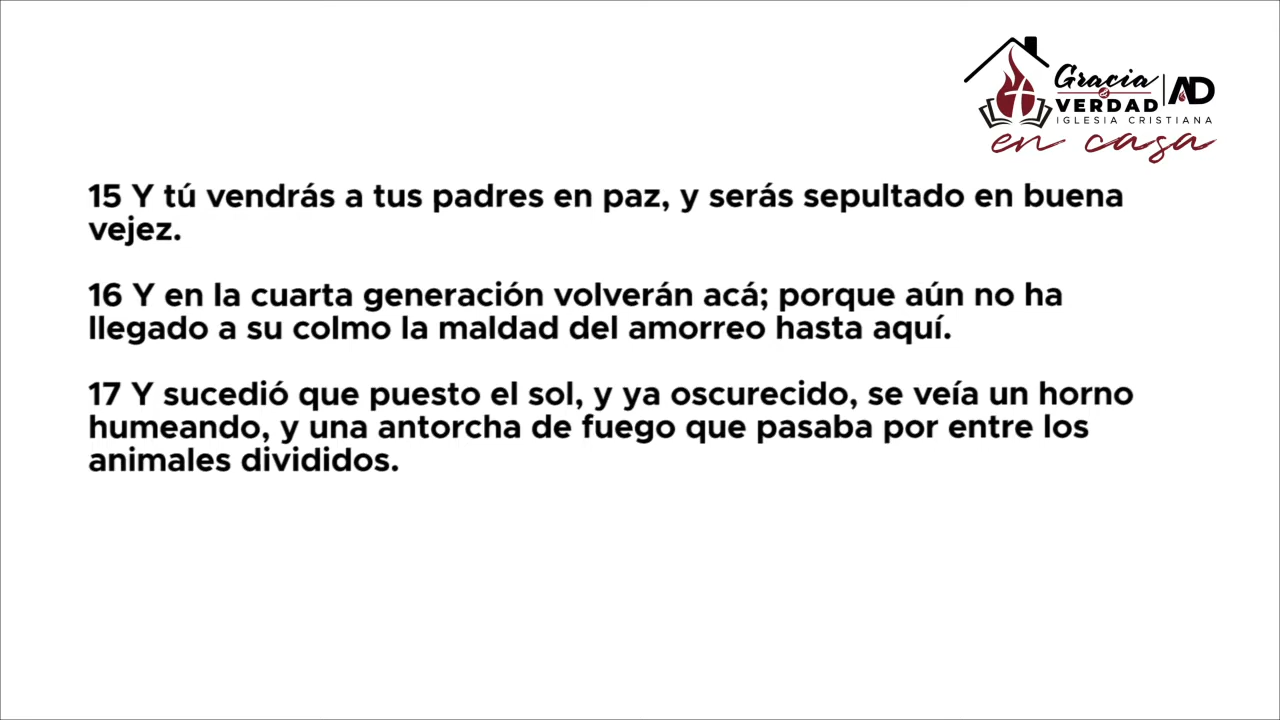 Gracia
&
VERDAD
AD
IGLESIA CRISTIANA
en casa
15 Y tú vendrás a tus padres en paz, y serás sepultado en buena
vejez.
16 Y en la cuarta generación volverán acá; porque aún no ha
llegado a su colmo la maldad del amorreo hasta aquí.
17 Y sucedió que puesto el sol, y ya oscurecido, se veía un horno
humeando, y una antorcha de fuego que pasaba por entre los
animales divididos.